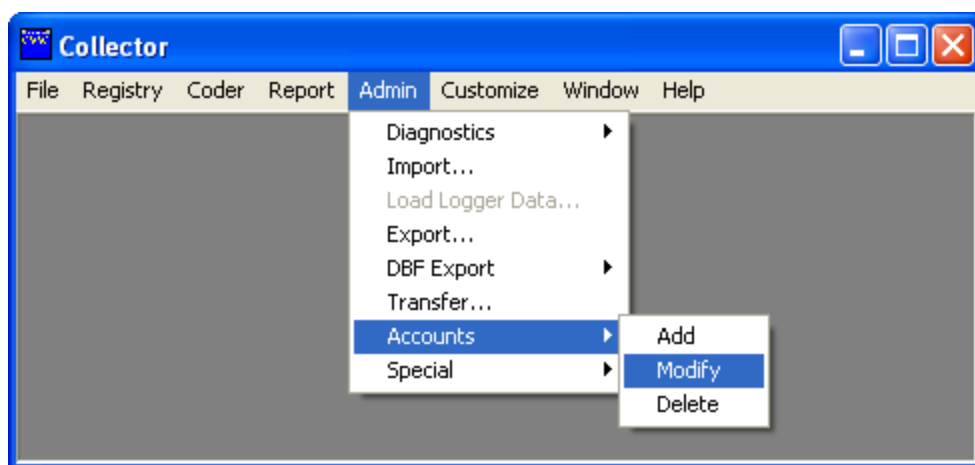 Collector
File Registry Coder Report Admin Customize Window Help
Diagnostics
Import...
Load Logger Data...
Export...
DBF Export
Transfer...
Accounts
Special
Add
Modify
Delete